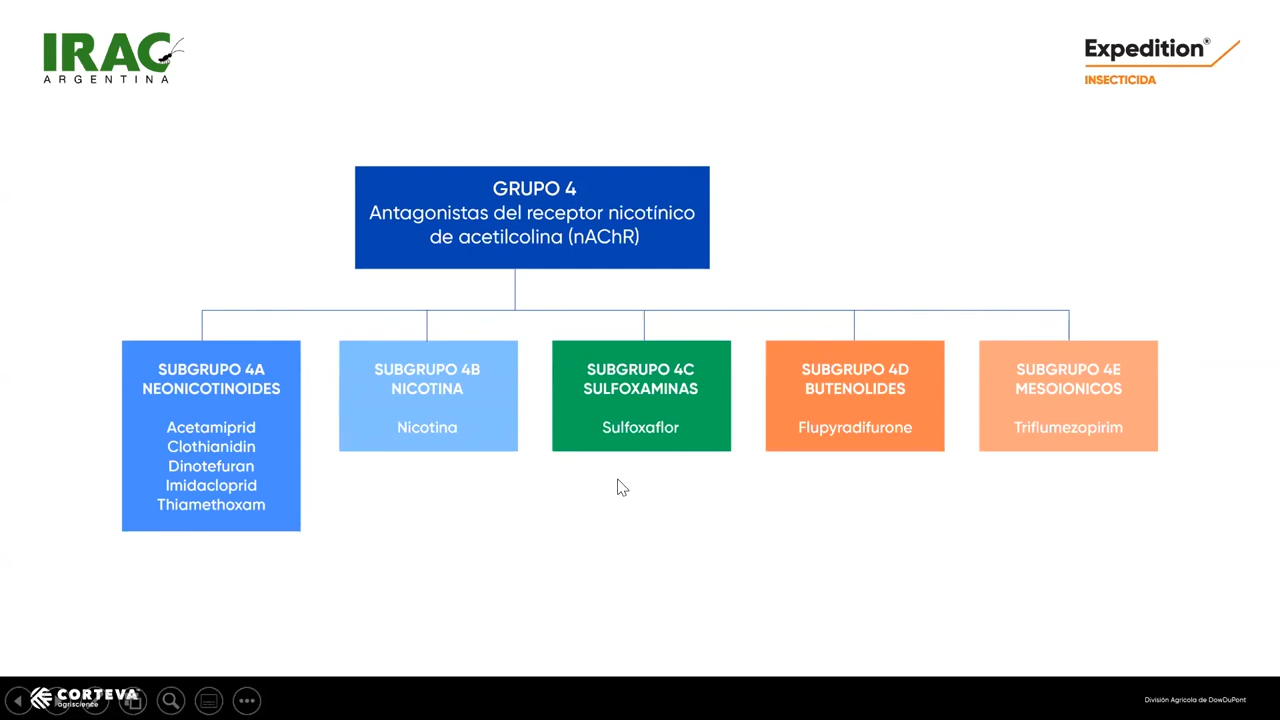 IRAC
ARGENTINA
Expedition®
INSECTICIDA
GRUPO 4
Antagonistas del receptor nicotínico
de acetilcolina (nAChR)
SUBGRUPO 4A
NEONICOTINOIDES
Acetamiprid
Clothianidin
Dinotefuran
Imidacloprid
Thiamethoxam
SUBGRUPO 4B
NICOTINA
Nicotina
SUBGRUPO 4C
SULFOXAMINAS
Sulfoxaflor
SUBGRUPO 4D
BUTENOLIDES
Flupyradifurone
SUBGRUPO 4E
MESOIONICOS
Triflumezopirim
CORTEVA
agriscience
División Agrícola de DowDuPont